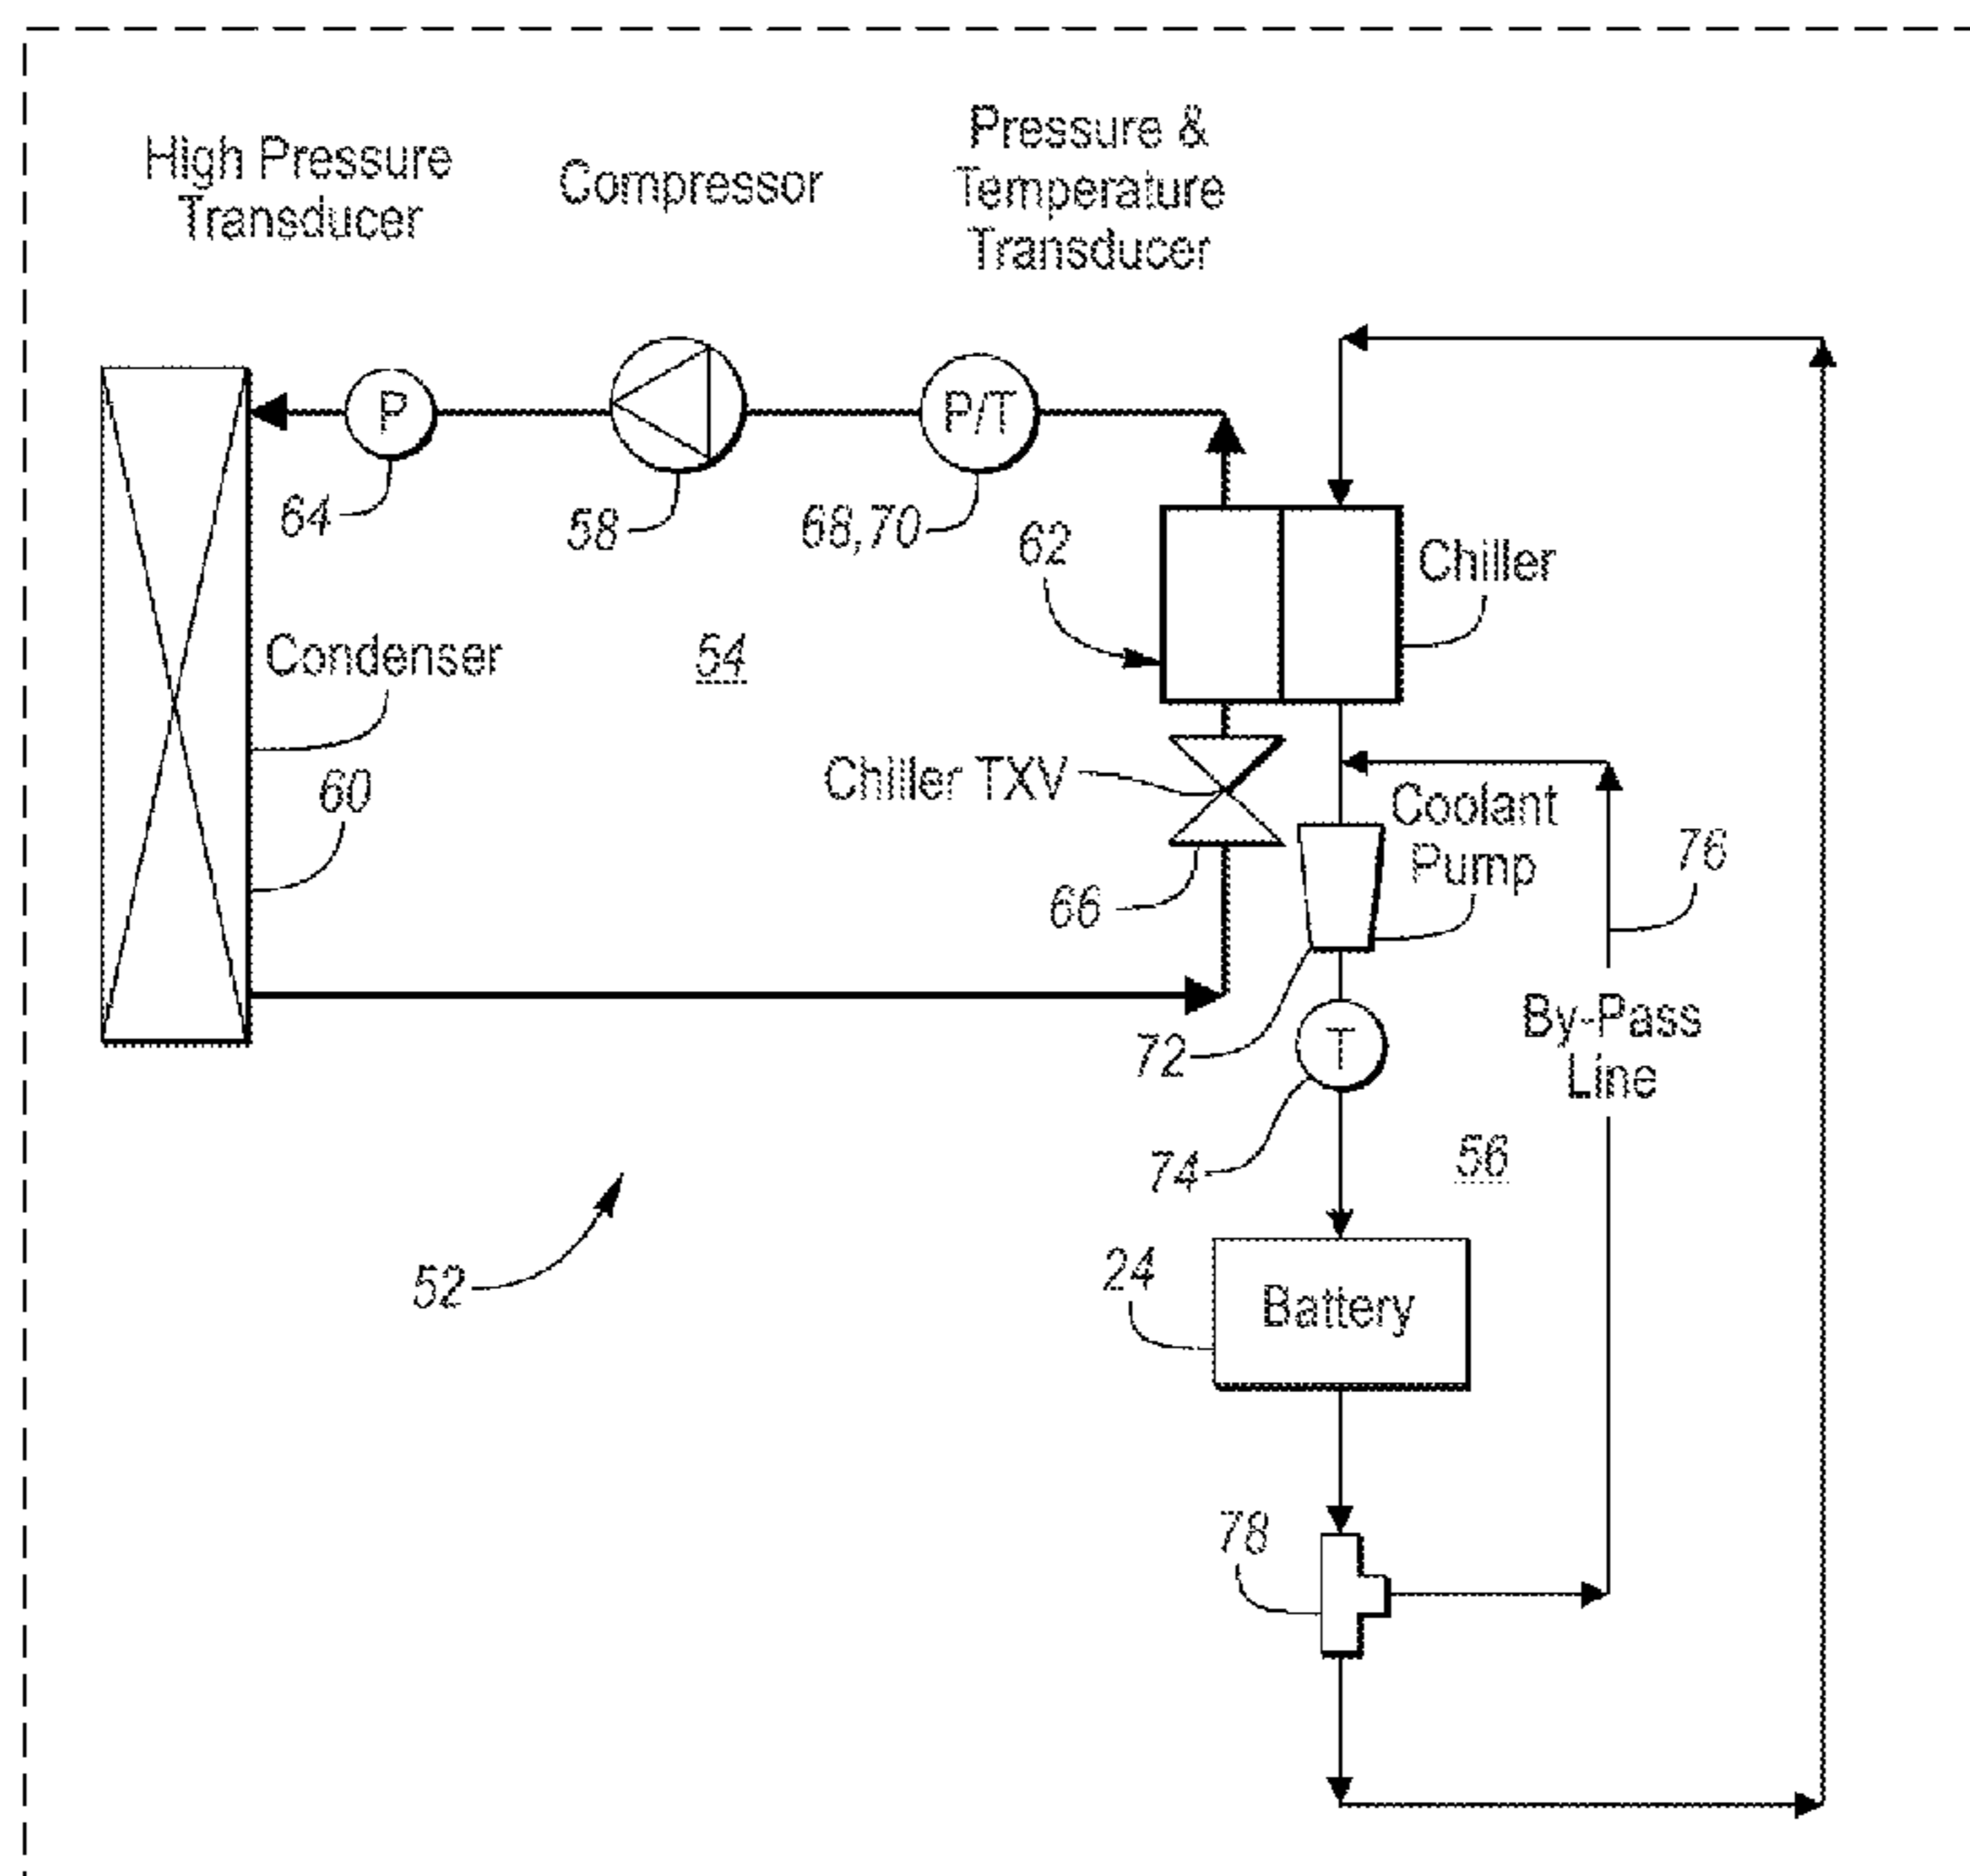 High Pressure
Transducer
Compressor
Pressure &
Temperature
Transducer
P
P/T
64
58
68,70
62
Chiller
Condenser
54
60
Chiller TXV
Coolant
Pump
76
66
By-Pass
Line
72
T
74
56
52
24
Battery
78